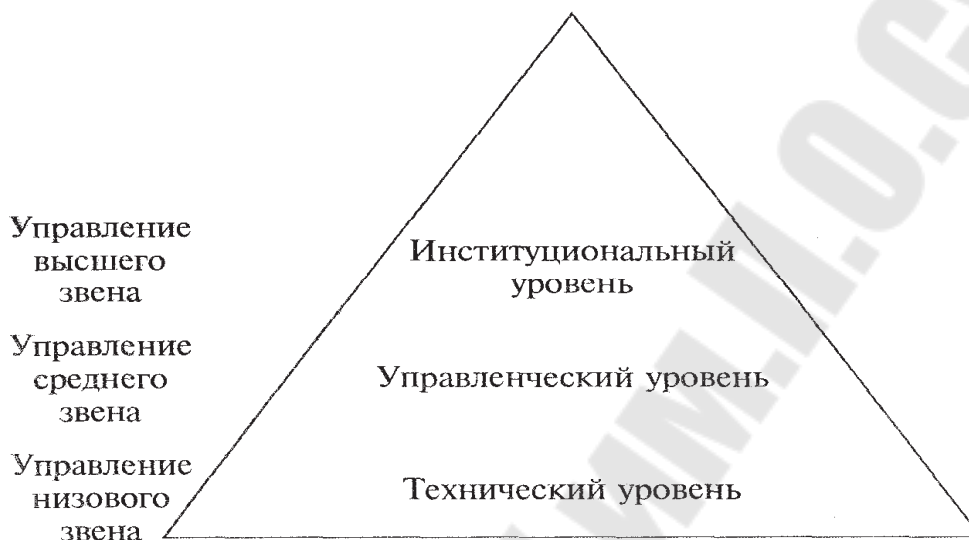 Управление
высшего
звена
Институциональный
уровень
Управление
среднего
звена
Управленческий уровень
Управление
низового
звена
Технический уровень